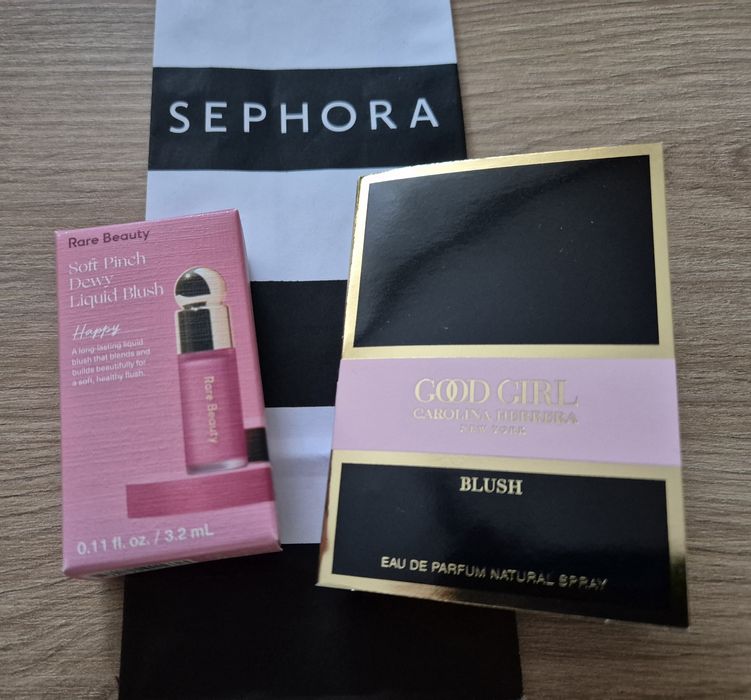 SEPHORA
Rare Beauty
Soft Pinch
Dewy
Liquid Blush
Happy
A long-lasting liquid
blush that blends and
builds beautifully for
a soft, healthy flush.
Rare Beauty
0.11 fl. oz. / 3.2 mL
GOOD GIRL
CAROLINA HERRERA
NEW YORK
BLUSH
EAU DE PARFUM NATURAL SPRAY